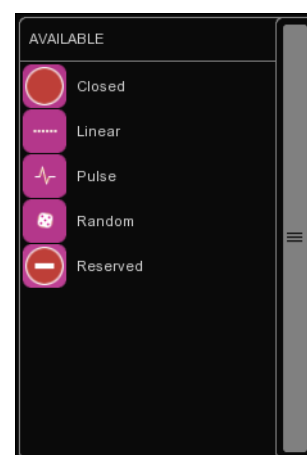 AVAILABLE
Closed
Linear
Pulse
Random
Reserved